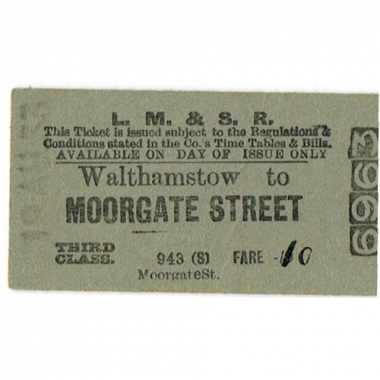 L. M. & S. R.
This Ticket is issued subject to the Regulations &
Conditions stated in the Co.'s Time Tables & Bills.
AVAILABLE ON DAY OF ISSUE ONLY
Walthamstow to
MOORGATE STREET
THIRD
CLASS.
943 (S) FARE -/10
MoorgateSt.